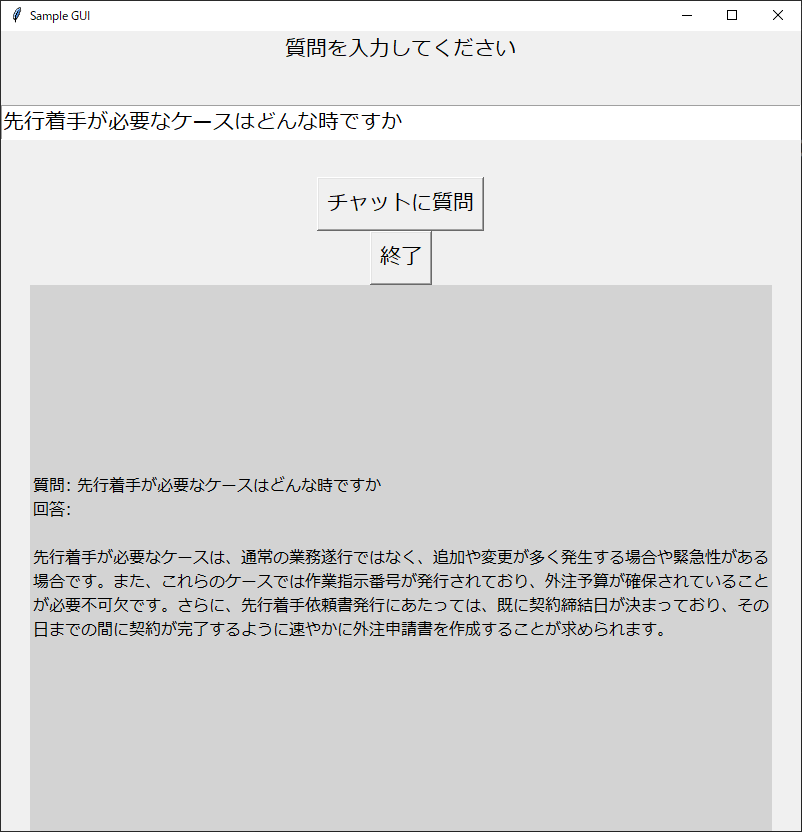 Sample GUI
質問を入力してください
先行着手が必要なケースはどんな時ですか
チャットに質問
終了
質問: 先行着手が必要なケースはどんな時ですか
回答:
先行着手が必要なケースは、通常の業務遂行ではなく、追加や変更が多く発生する場合や緊急性がある
場合です。また、これらのケースでは作業指示番号が発行されており、外注予算が確保されていること
が必要不可欠です。さらに、先行着手依頼書発行にあたっては、既に契約締結日が決まっており、その
日までの間に契約が完了するように速やかに外注申請書を作成することが求められます。